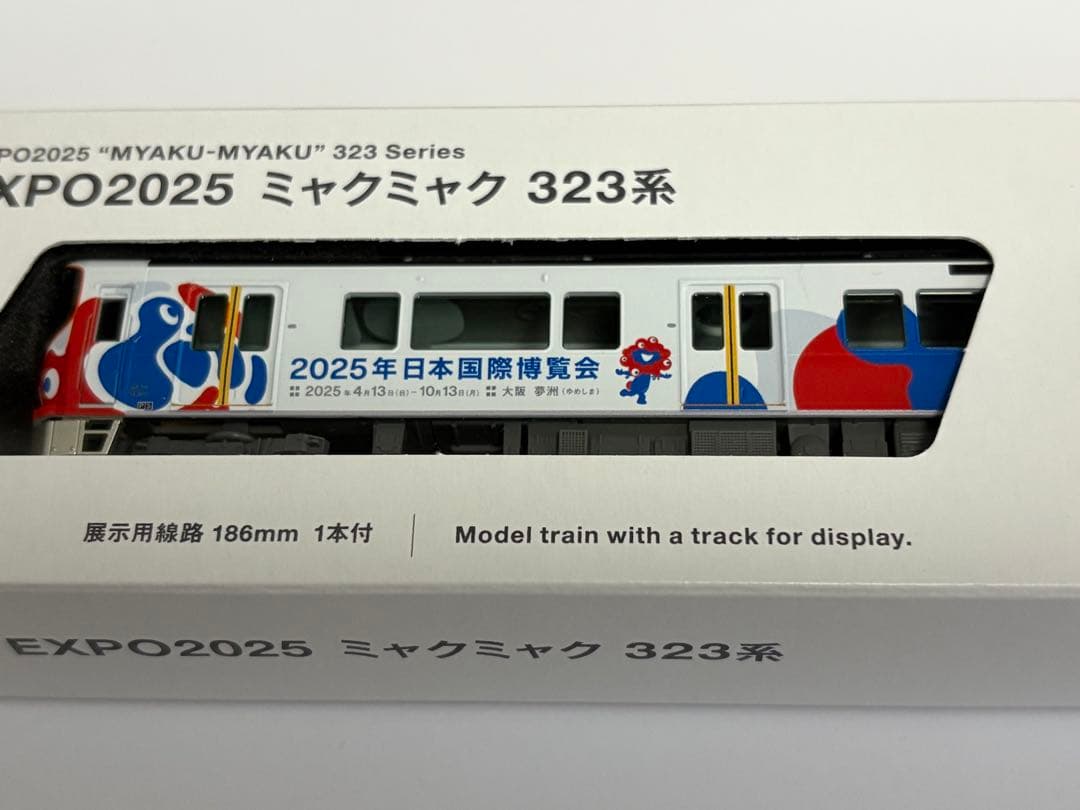 PO2025 “MYAKU-MYAKU” 323 Series
XPO2025 ミャクミャク 323系
2025年日本国際博覧会
2025年4月13日(日)－10月13日(月) 大阪 夢洲(ゆめしま)
展示用線路 186mm 1本付
Model train with a track for display.
EXPO2025 ミャクミャク 323系